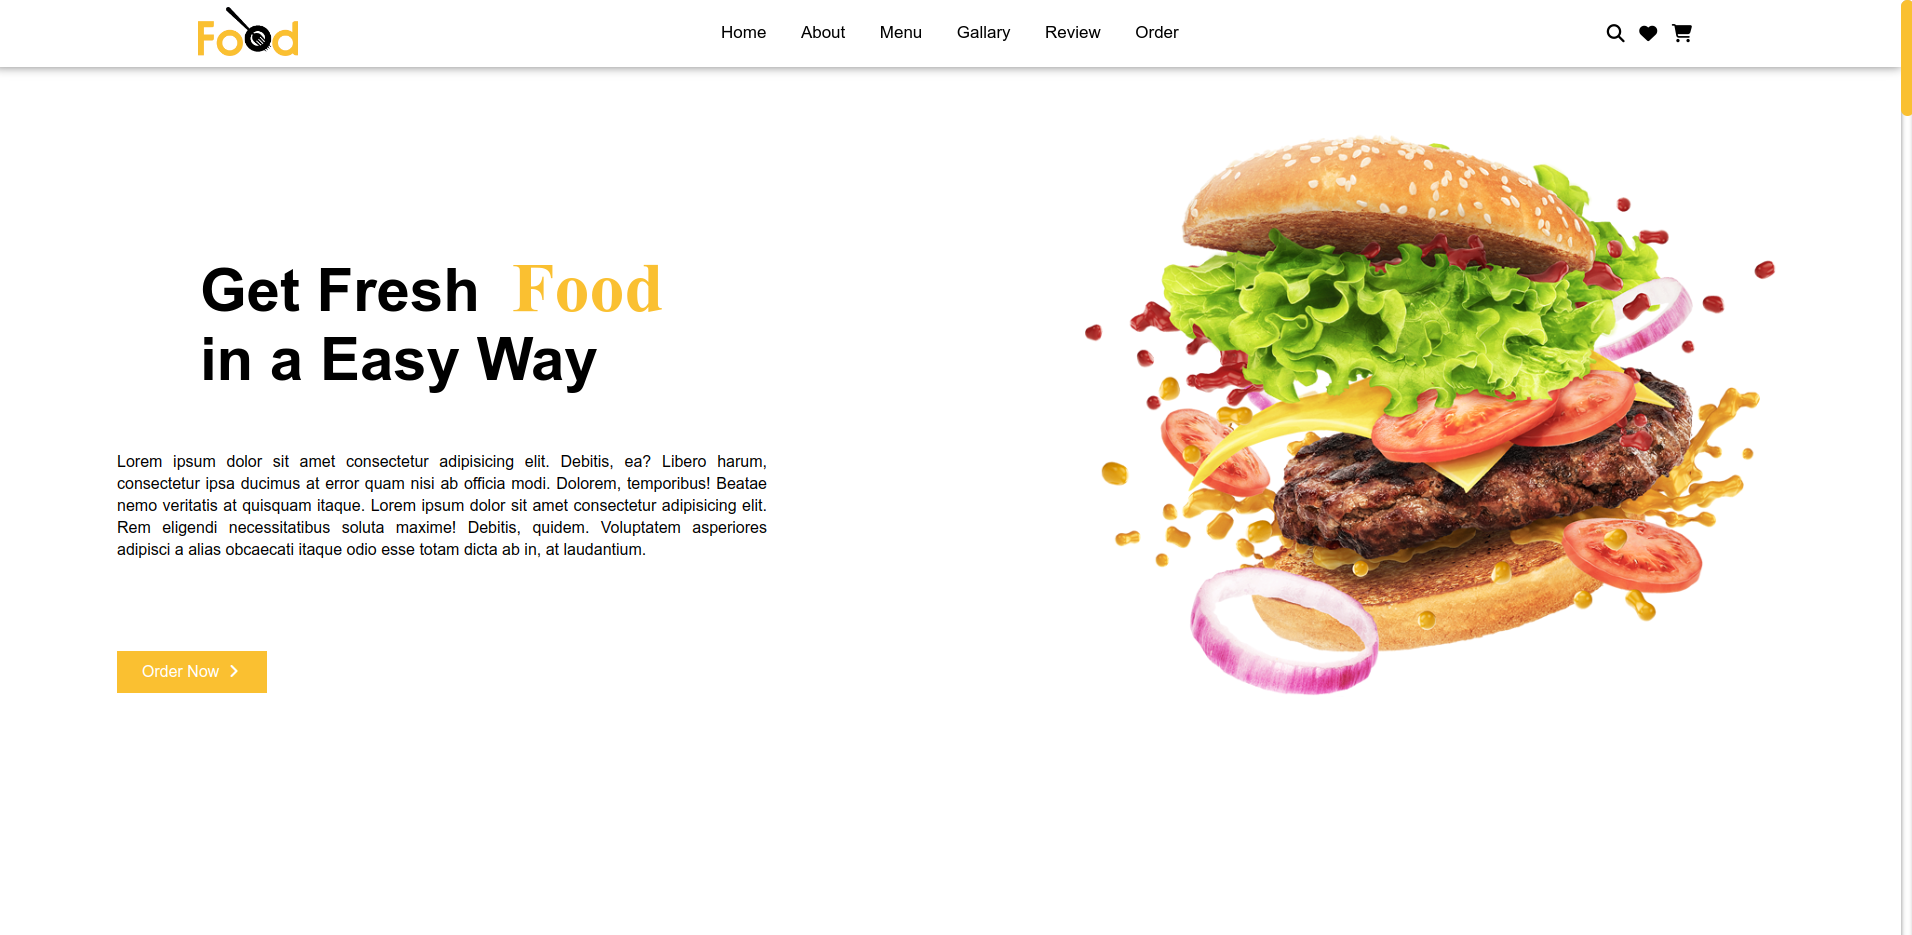 Food
Home About Menu Gallary Review Order
Get Fresh Food
in a Easy Way
Lorem ipsum dolor sit amet consectetur adipisicing elit. Debitis, ea? Libero harum,
consectetur ipsa ducimus at error quam nisi ab officia modi. Dolorem, temporibus! Beatae
nemo veritatis at quisquam itaque. Lorem ipsum dolor sit amet consectetur adipisicing elit.
Rem eligendi necessitatibus soluta maxime! Debitis, quidem. Voluptatem asperiores
adipisci a alias obcaecati itaque odio esse totam dicta ab in, at laudantium.
Order Now